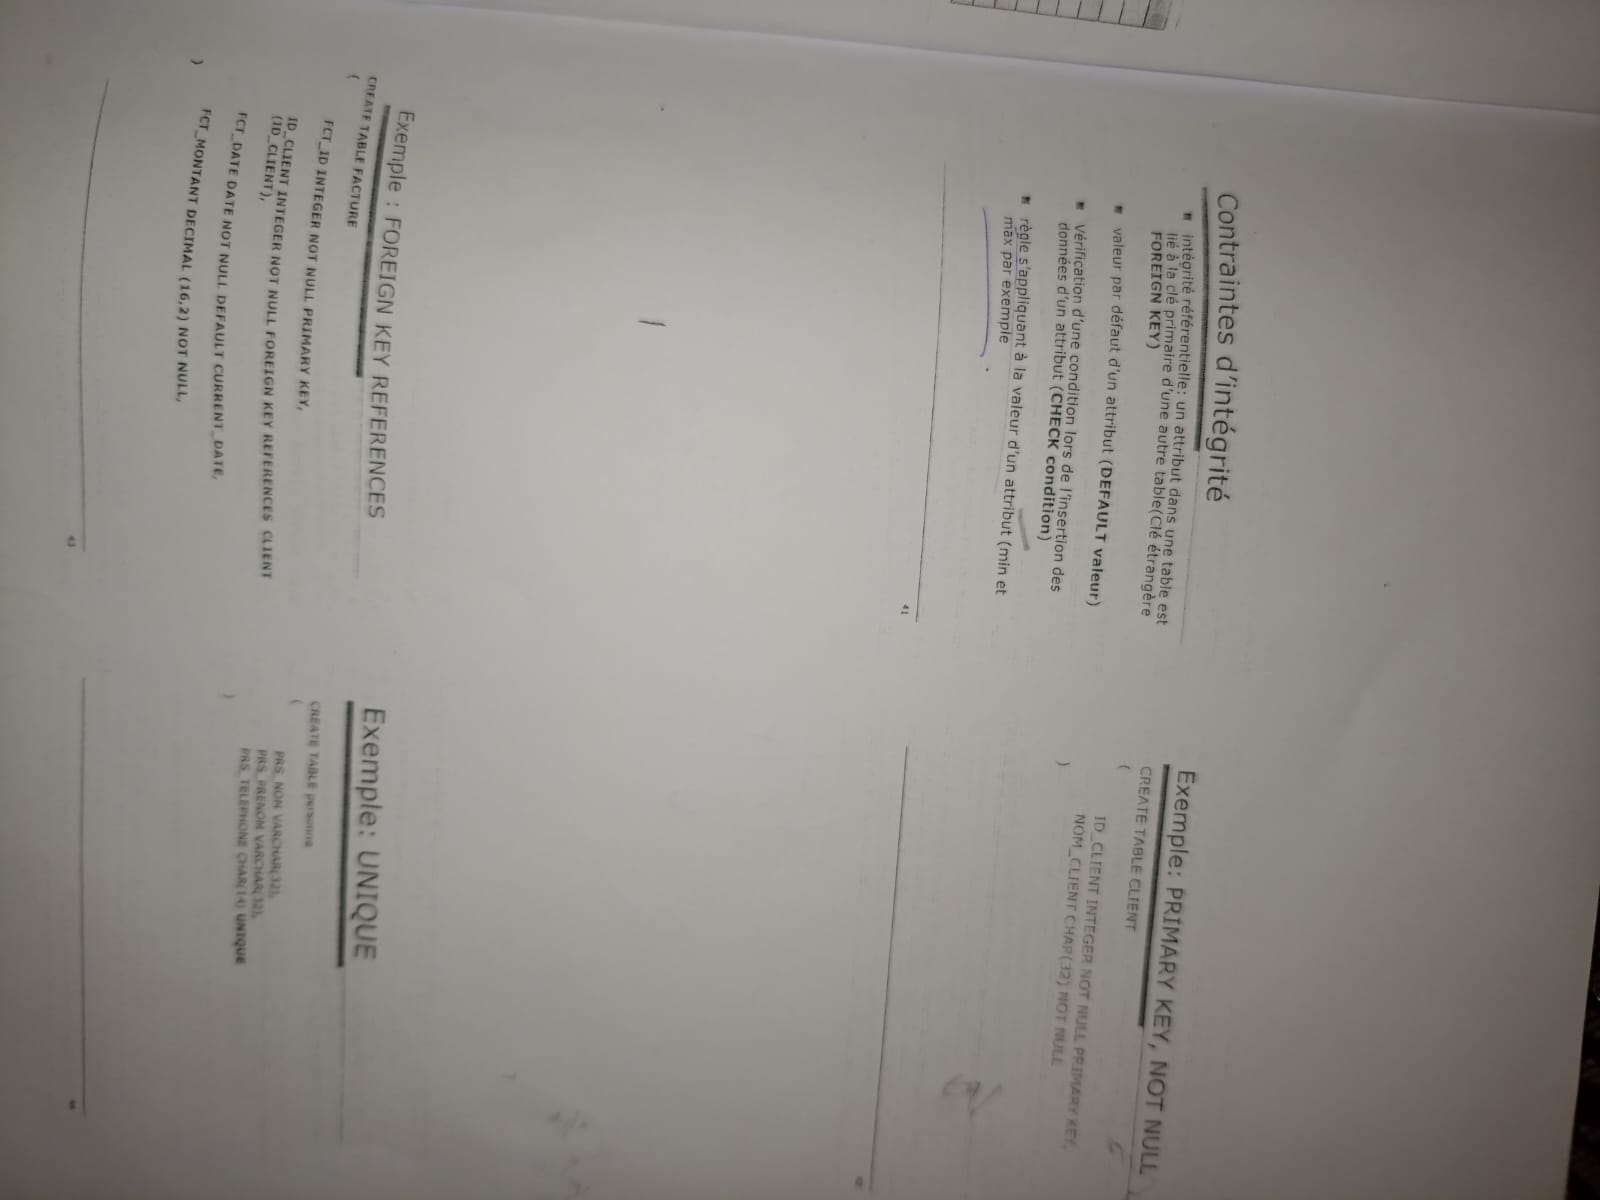 Contraintes d'intégrité
intégrité référentielle: un attribut dans une table est
lié à la clé primaire d'une autre table(Clé étrangère
FOREIGN KEY)
valeur par défaut d'un attribut (DEFAULT valeur)
Vérification d'une condition lors de l'insertion des
données d'un attribut (CHECK condition)
règle s'appliquant à la valeur d'un attribut (min et
max par exemple
41
Exemple: PRIMARY KEY, NOT NULL
CREATE TABLE CLIENT
(
ID_CLIENT INTEGER NOT NULL PRIMARY KEY,
NOM_CLIENT CHAR(32) NOT NULL
)
Exemple : FOREIGN KEY REFERENCES
CREATE TABLE FACTURE
(
FCT_ID INTEGER NOT NULL PRIMARY KEY,
ID_CLIENT INTEGER NOT NULL FOREIGN KEY REFERENCES CLIENT
(ID_CLIENT),
FCT_DATE DATE NOT NULL DEFAULT CURRENT_DATE,
FCT_MONTANT DECIMAL (16,2) NOT NULL,
)
43
Exemple: UNIQUE
CREATE TABLE personne
(
PRS_NOM VARCHAR(32),
PRS_PRENOM VARCHAR(32),
PRS_TELEPHONE CHAR(14) UNIQUE
)
44